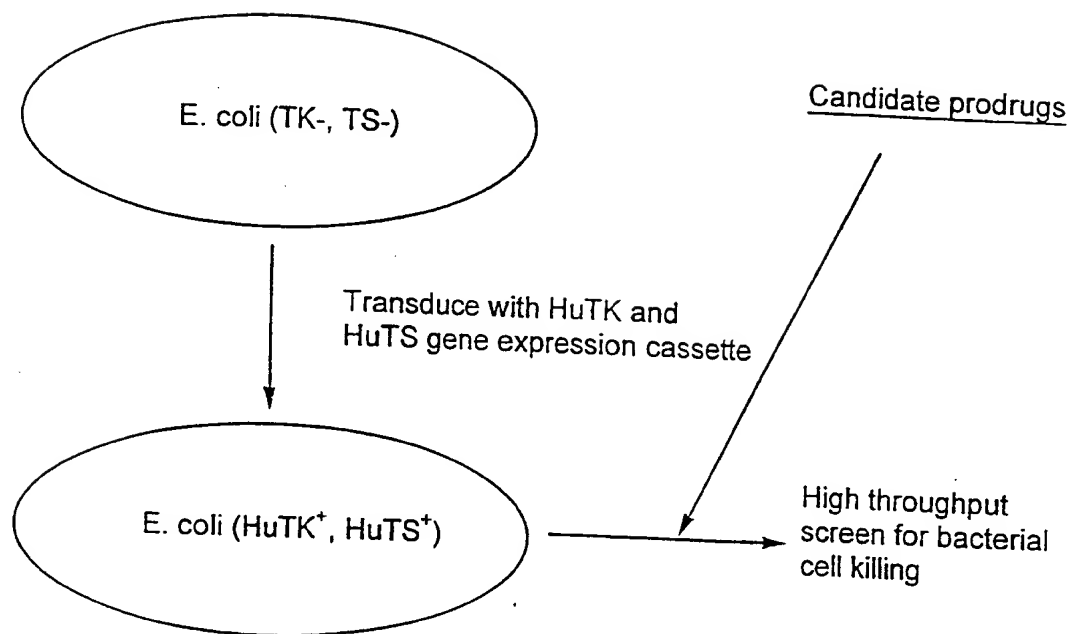 E. coli (TK-, TS-)
Candidate prodrugs
Transduce with HuTK and
HuTS gene expression cassette
E. coli (HuTK⁺, HuTS⁺)
High throughput
screen for bacterial
cell killing